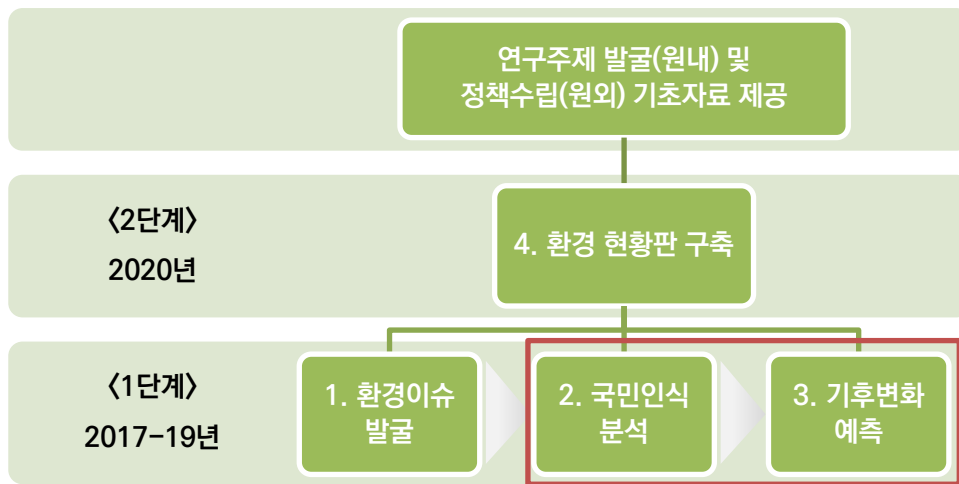 연구주제 발굴(원내) 및
정책수립(원외) 기초자료 제공
〈2단계〉
2020년
4. 환경 현황판 구축
〈1단계〉
2017-19년
1. 환경이슈
발굴
2. 국민인식
분석
3. 기후변화
예측